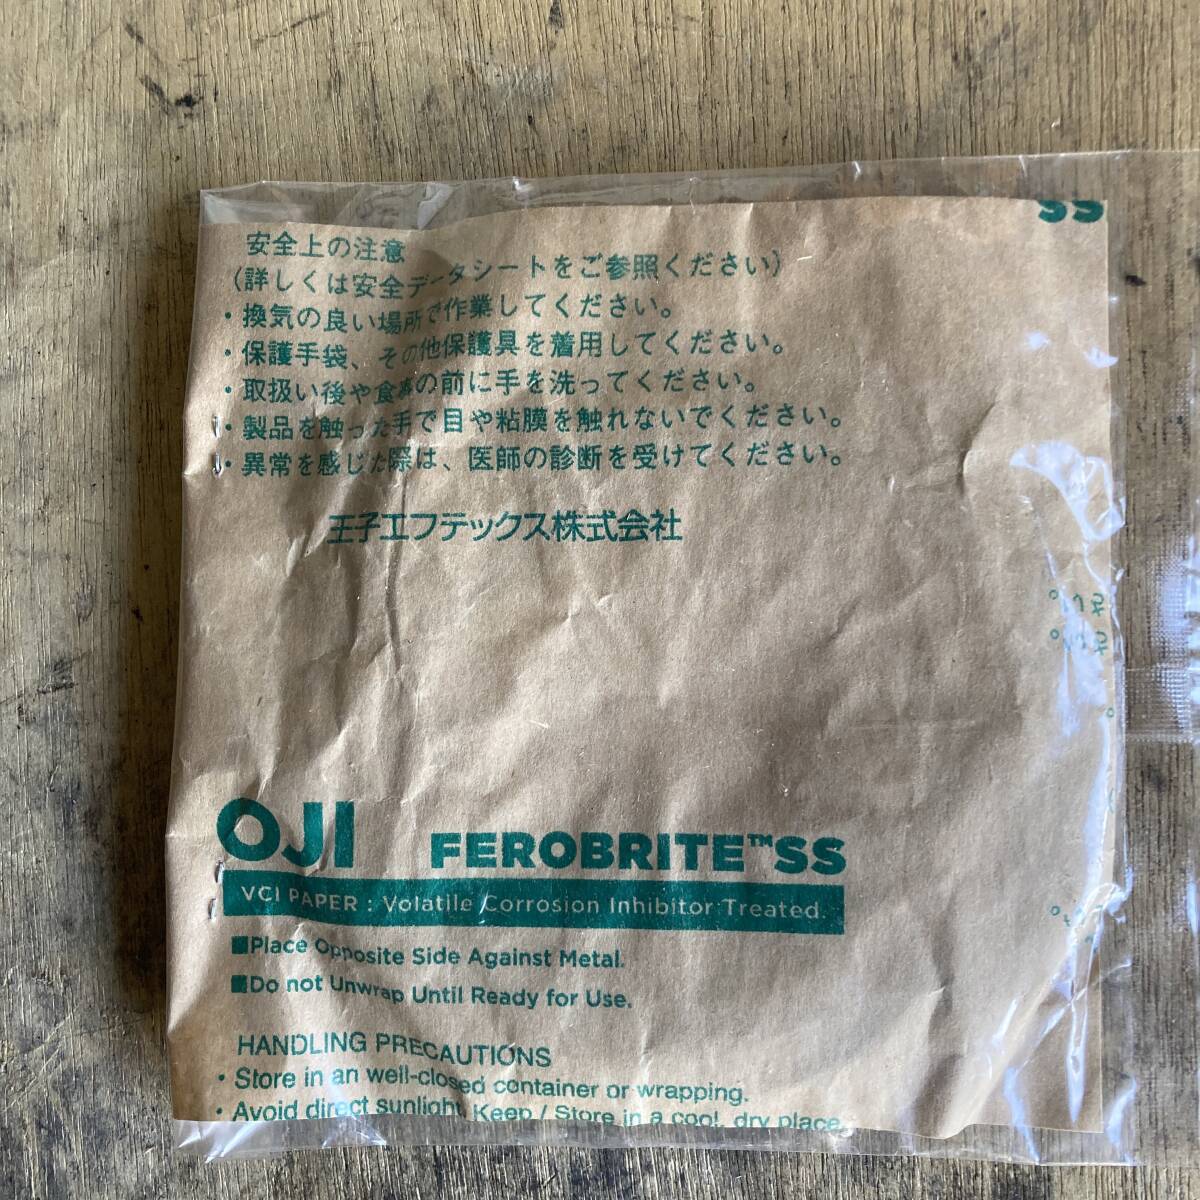 SS
安全上の注意
(詳しくは安全データシートをご参照ください)
・換気の良い場所で作業してください。
・保護手袋、その他保護具を着用してください。
・取扱い後や食事の前に手を洗ってください。
・製品を触った手で目や粘膜を触れないでください。
・異常を感じた際は、医師の診断を受けてください。
王子エフテックス株式会社
OJI FEROBRITE™SS
VCI PAPER : Volatile Corrosion Inhibitor Treated.
■Place Opposite Side Against Metal.
■Do not Unwrap Until Ready for Use.
HANDLING PRECAUTIONS
・Store in an well-closed container or wrapping.
・Avoid direct sunlight. Keep / Store in a cool, dry place.